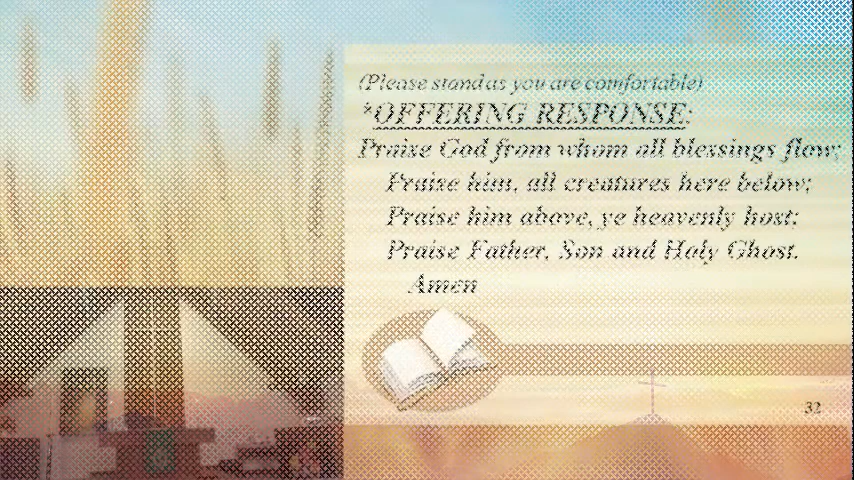 (Please stand as you are comfortable)
*OFFERING RESPONSE:
Praise God from whom all blessings flow;
Praise him, all creatures here below;
Praise him above, ye heavenly host:
Praise Father, Son and Holy Ghost.
Amen
32